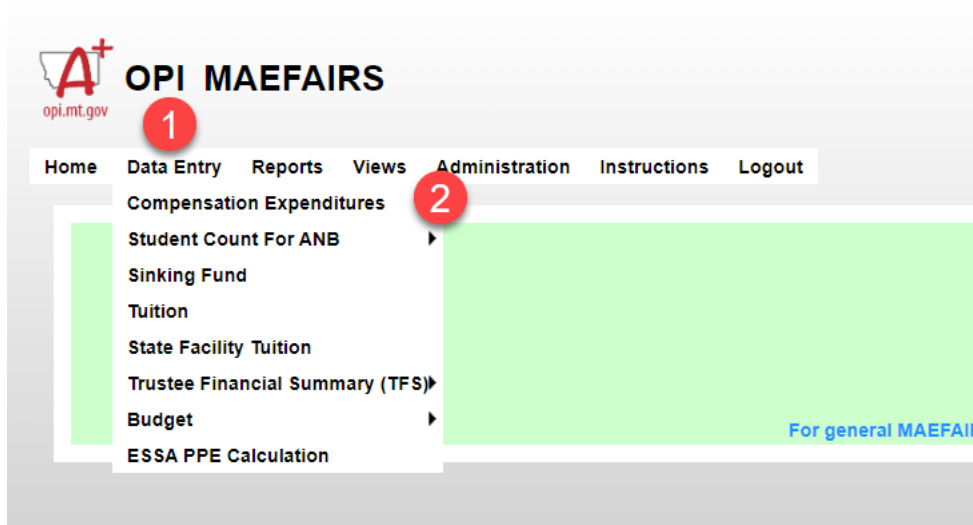 A+
opi.mt.gov
OPI MAEFAIRS
1
Home Data Entry Reports Views Administration Instructions Logout
Compensation Expenditures
2
Student Count For ANB
Sinking Fund
Tuition
State Facility Tuition
Trustee Financial Summary (TFS)
Budget
For general MAEFAI
ESSA PPE Calculation